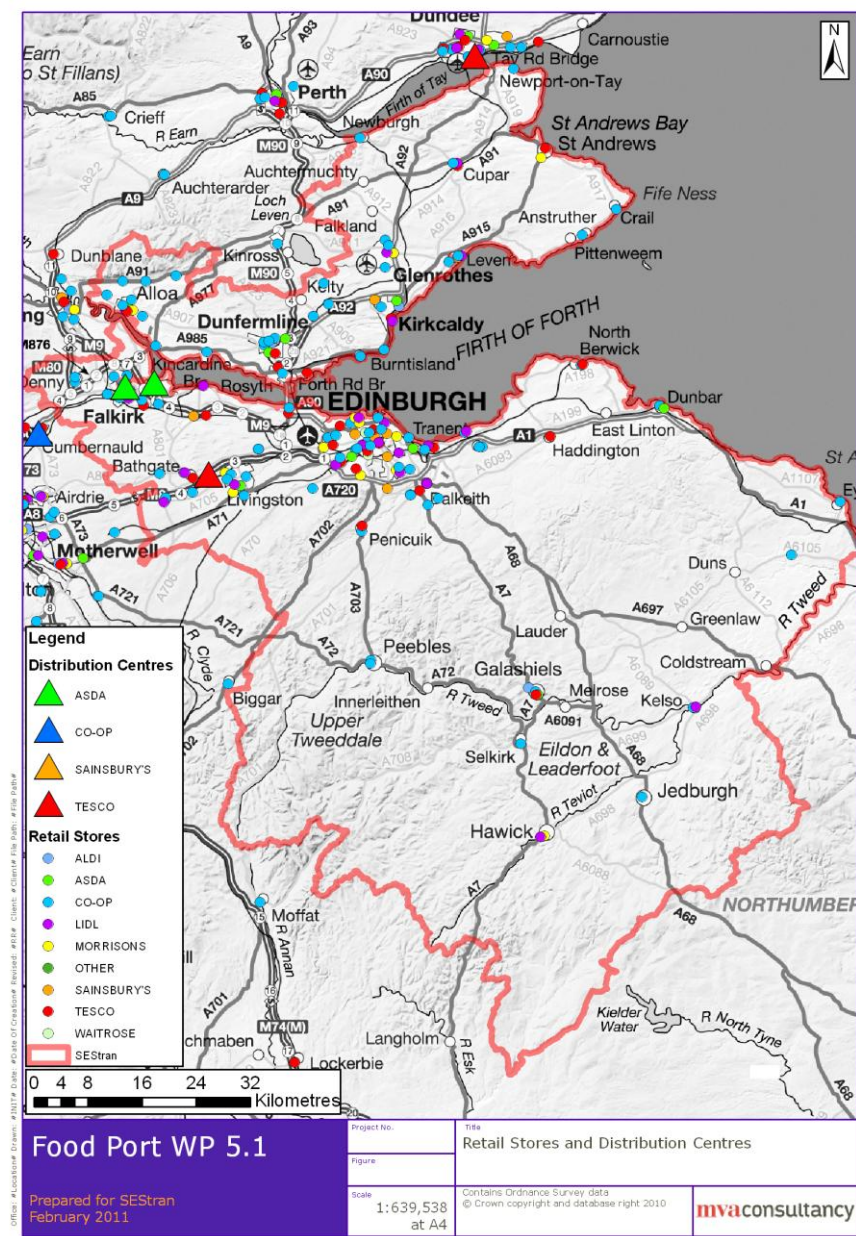 Dundee
Carnoustie
Tay Rd Bridge
Newport-on-Tay
Firth of Tay
Earn
(o St Fillans)
A9
A93
A94
A822
A923
A90
A85
Perth
Crieff
R Earn
Newburgh
A914
A919
St Andrews Bay
St Andrews
M90
A92
A91
Auchtermuchty
Auchterarder
Cupar
A912
A917
Fife Ness
Loch
Leven
A91
A914
A916
A915
Anstruther
Crail
Falkland
Pittenweem
A9
A823
Dunblane
Kinross
Leven
Glenrothes
A91
M90
Alloa
A977
Kelty
A92
A909
Dunfermline
Kirkcaldy
FIRTH OF FORTH
M876
M9
A985
A921
Burntisland
North
Berwick
M80
Kincardine
Br
Denny
Rosyth
Forth Rd Br
A90
A198
Dunbar
EDINBURGH
Falkirk
M9
Tranent
A199
East Linton
A1
Cumbernauld
A801
A6093
Haddington
A73
Bathgate
A1107
A1
Airdrie
A8
A705
Livingston
A720
Dalkeith
A73
A71
A70
A702
A7
A68
A6105
Motherwell
Penicuik
A706
Duns
A721
A703
A701
A697
A6105
A6112
R Tweed
Greenlaw
A698
R
Clyde
A721
A72
Lauder
Coldstream
Peebles
Galashiels
A6089
Biggar
A72
Melrose
Innerleithen
R Tweed
A7
A6091
Kelso
A698
Upper
Tweeddale
A699
Selkirk
Eildon &
Leaderfoot
A708
A68
Jedburgh
R Teviot
Hawick
A698
A6088
A7
NORTHUMBER
A68
Moffat
R Annan
A701
Kielder
Water
R North Tyne
M74(M)
Langholm
R Esk
Lockerbie
A68
Legend
Distribution Centres
ASDA
CO-OP
SAINSBURY'S
TESCO
Retail Stores
ALDI
ASDA
CO-OP
LIDL
MORRISONS
OTHER
SAINSBURY'S
TESCO
WAITROSE
SEStran
0 4 8 16 24 32
Kilometres
Food Port WP 5.1
Prepared for SEStran
February 2011
Project No.
Figure
Scale
1:639,538
at A4
Title
Retail Stores and Distribution Centres
Contains Ordnance Survey data
© Crown copyright and database right 2010
mvaconsultancy
N